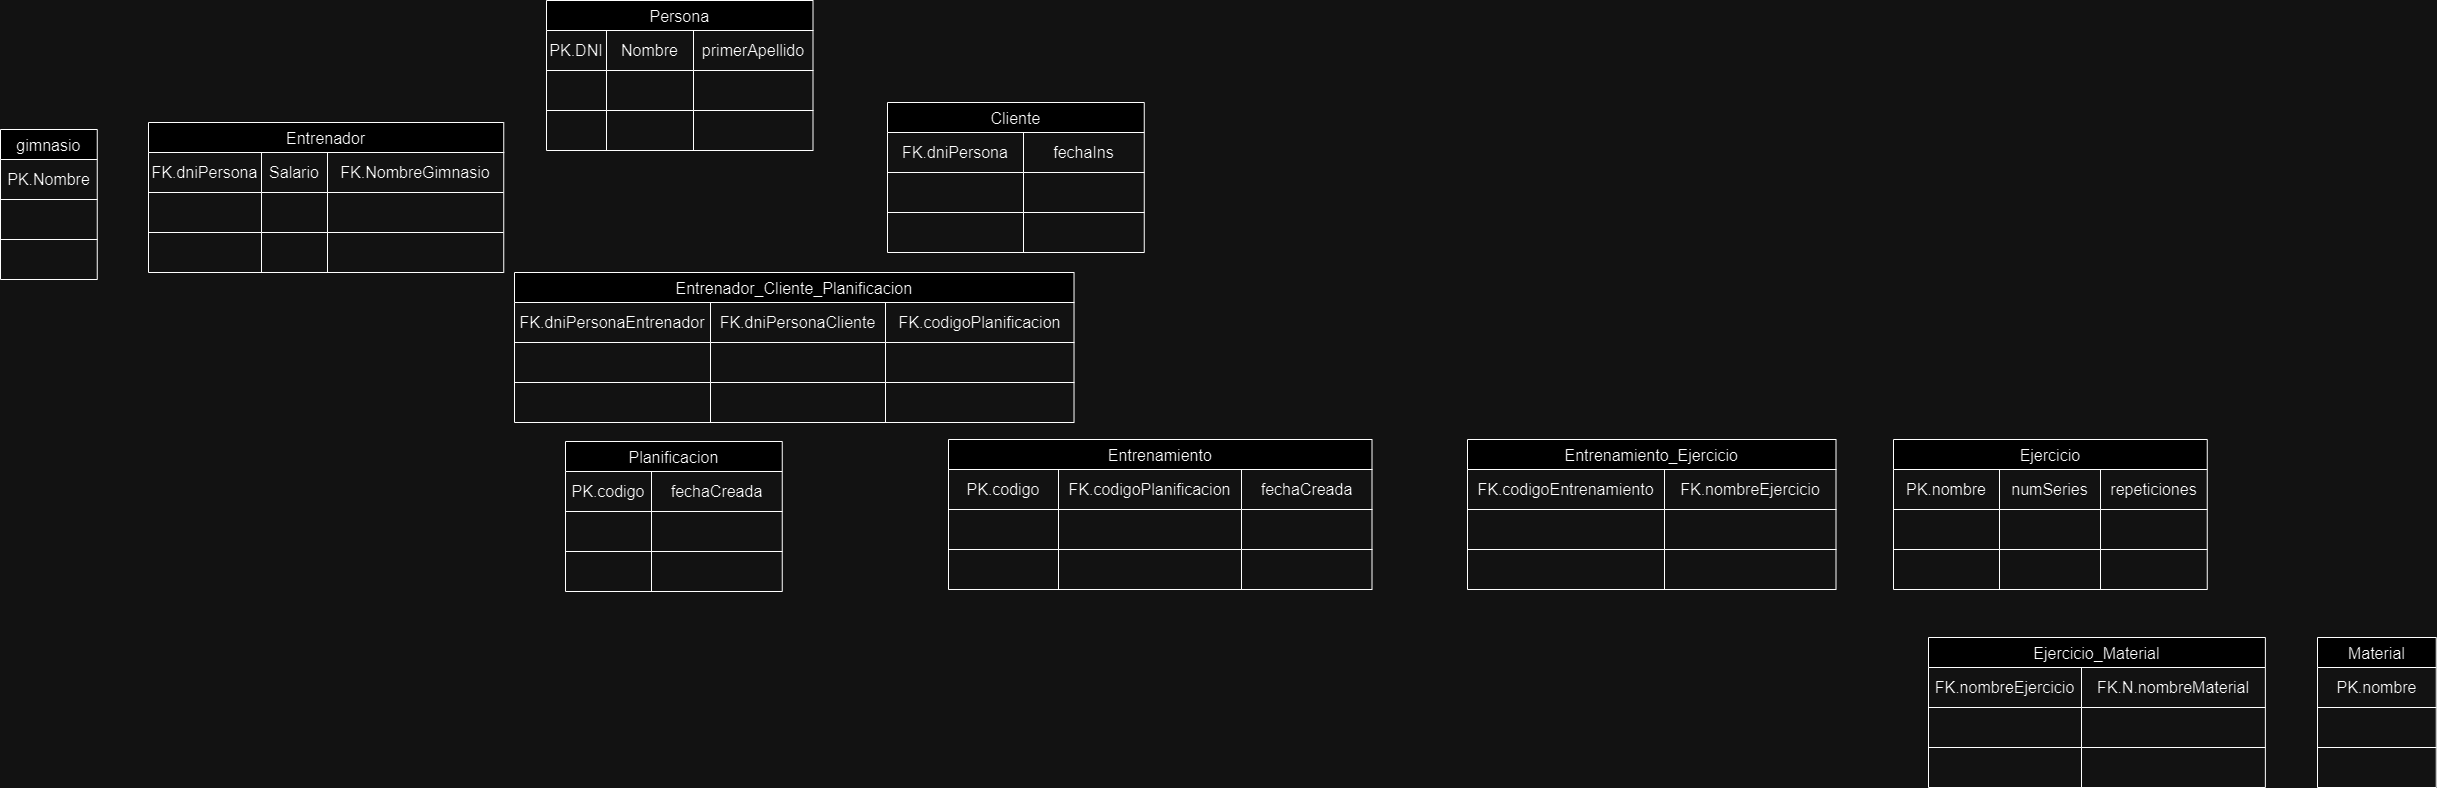 Persona
PK.DNI Nombre primerApellido
Cliente
FK.dniPersona fechaIns
gimnasio
PK.Nombre
Entrenador
FK.dniPersona Salario FK.NombreGimnasio
Entrenador_Cliente_Planificacion
FK.dniPersonaEntrenador FK.dniPersonaCliente FK.codigoPlanificacion
Planificacion
PK.codigo fechaCreada
Entrenamiento
PK.codigo FK.codigoPlanificacion fechaCreada
Entrenamiento_Ejercicio
FK.codigoEntrenamiento FK.nombreEjercicio
Ejercicio
PK.nombre numSeries repeticiones
Ejercicio_Material
FK.nombreEjercicio FK.N.nombreMaterial
Material
PK.nombre